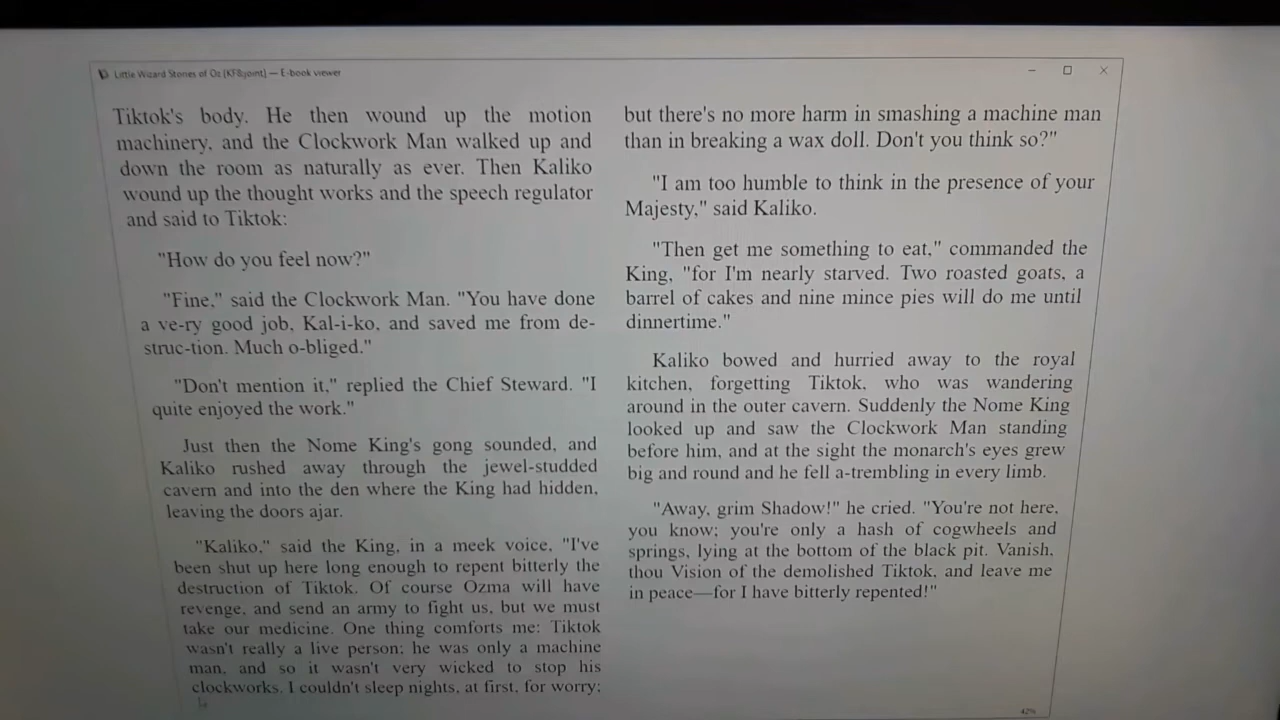 Little Wizard Stories of Oz [KF8:joint] — E-book viewer
Tiktok's body. He then wound up the motion
machinery, and the Clockwork Man walked up and
down the room as naturally as ever. Then Kaliko
wound up the thought works and the speech regulator
and said to Tiktok:
"How do you feel now?"
"Fine," said the Clockwork Man. "You have done
a ve-ry good job, Kal-i-ko, and saved me from de-
struc-tion. Much o-bliged."
"Don't mention it," replied the Chief Steward. "I
quite enjoyed the work."
Just then the Nome King's gong sounded, and
Kaliko rushed away through the jewel-studded
cavern and into the den where the King had hidden,
leaving the doors ajar.
"Kaliko," said the King, in a meek voice, "I've
been shut up here long enough to repent bitterly the
destruction of Tiktok. Of course Ozma will have
revenge, and send an army to fight us, but we must
take our medicine. One thing comforts me: Tiktok
wasn't really a live person; he was only a machine
man, and so it wasn't very wicked to stop his
clockworks. I couldn't sleep nights, at first, for worry;
but there's no more harm in smashing a machine man
than in breaking a wax doll. Don't you think so?"
"I am too humble to think in the presence of your
Majesty," said Kaliko.
"Then get me something to eat," commanded the
King, "for I'm nearly starved. Two roasted goats, a
barrel of cakes and nine mince pies will do me until
dinnertime."
Kaliko bowed and hurried away to the royal
kitchen, forgetting Tiktok, who was wandering
around in the outer cavern. Suddenly the Nome King
looked up and saw the Clockwork Man standing
before him, and at the sight the monarch's eyes grew
big and round and he fell a-trembling in every limb.
"Away, grim Shadow!" he cried. "You're not here,
you know; you're only a hash of cogwheels and
springs, lying at the bottom of the black pit. Vanish,
thou Vision of the demolished Tiktok, and leave me
in peace—for I have bitterly repented!"
42%